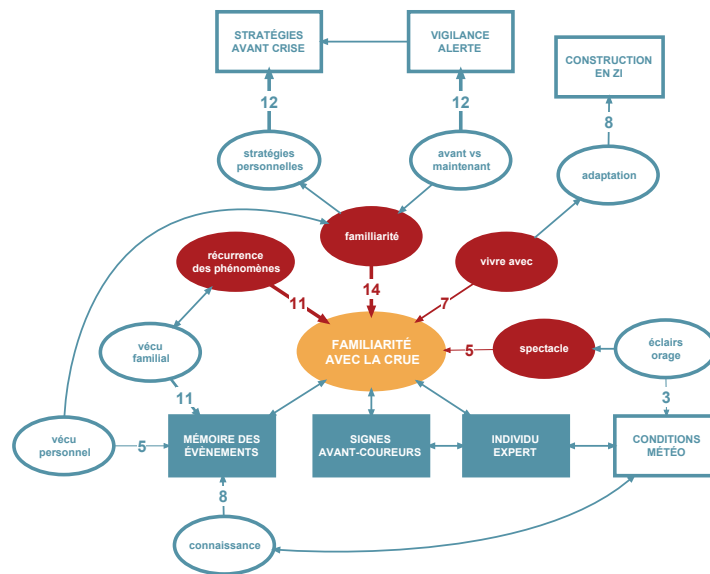 STRATÉGIES
AVANT CRISE
VIGILANCE
ALERTE
CONSTRUCTION
EN ZI
12
12
8
stratégies
personnelles
avant vs
maintenant
adaptation
familliarité
récurrence
des phénomènes
vivre avec
11
14
7
vécu
familial
FAMILIARITÉ
AVEC LA CRUE
5
spectacle
éclairs
orage
11
3
vécu
personnel
5
MÉMOIRE DES
ÉVÈNEMENTS
SIGNES
AVANT-COUREURS
INDIVIDU
EXPERT
CONDITIONS
MÉTÉO
8
connaissance